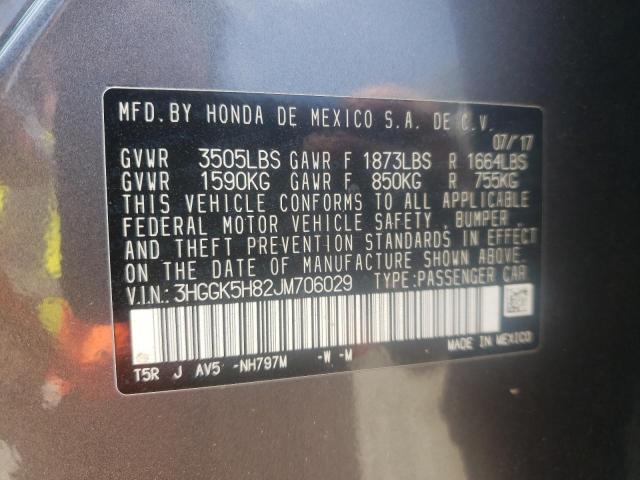 MFD.BY HONDA DE MEXICO S.A. DE C.V.
07/17
GVWR 3505LBS GAWR F 1873LBS R 1664LBS
GVWR 1590KG GAWR F 850KG R 755KG
THIS VEHICLE CONFORMS TO ALL APPLICABLE
FEDERAL MOTOR VEHICLE SAFETY, BUMPER,
AND THEFT PREVENTION STANDARDS IN EFFECT
ON THE DATE OF MANUFACTURE SHOWN ABOVE.
V.I.N.:3HGGK5H82JM706029 TYPE:PASSENGER CAR
MADE IN MEXICO
T5R J AV5 -NH797M -W -M